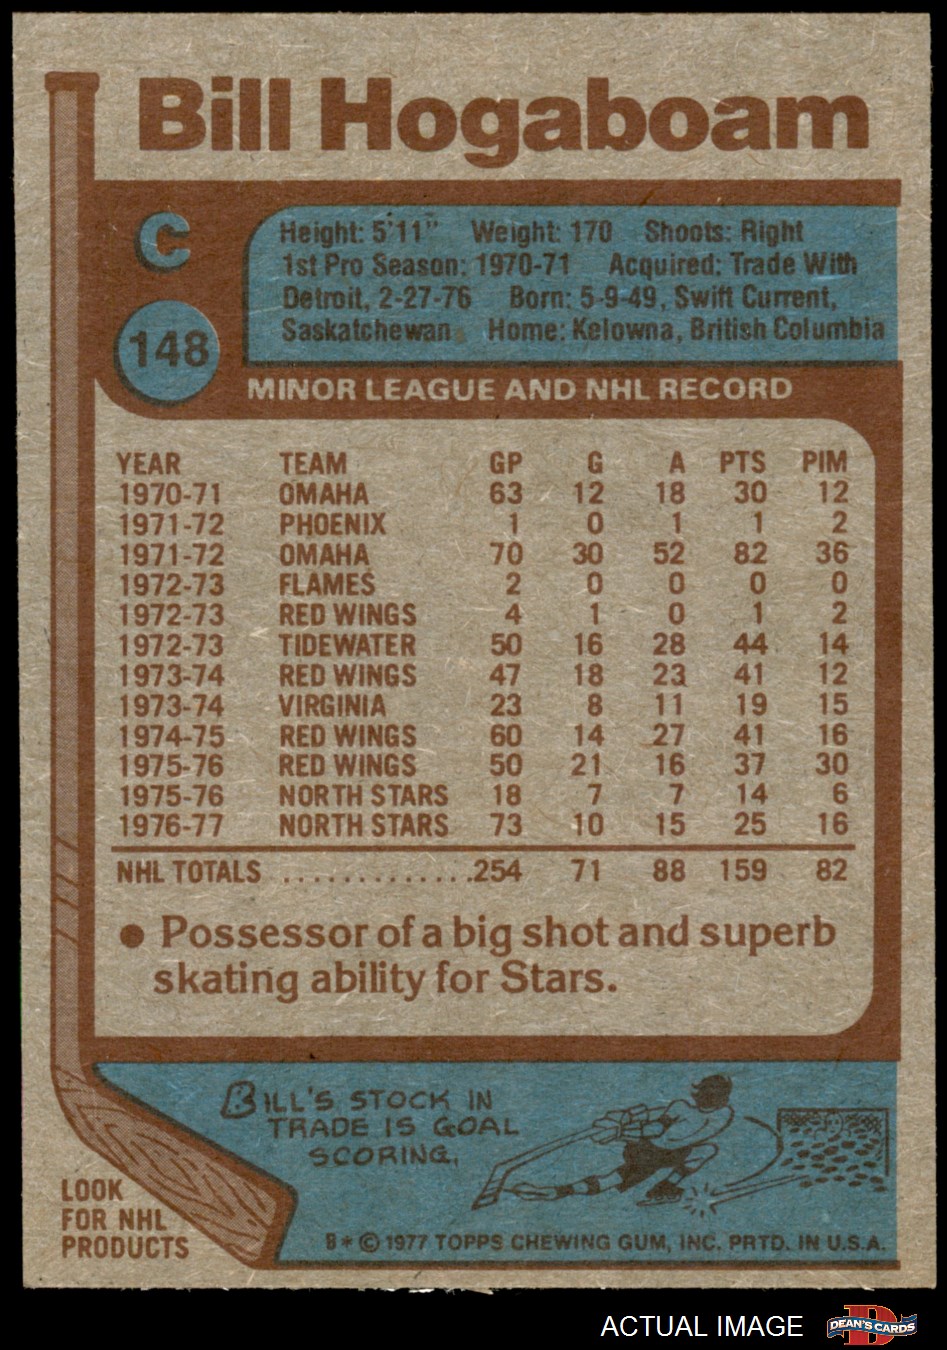 Bill Hogaboam
C
148
Height: 5'11" Weight: 170 Shoots: Right
1st Pro Season: 1970-71 Acquired: Trade With
Detroit, 2-27-76 Born: 5-9-49, Swift Current,
Saskatchewan Home: Kelowna, British Columbia
MINOR LEAGUE AND NHL RECORD
YEAR TEAM GP G A PTS PIM
1970-71 OMAHA 63 12 18 30 12
1971-72 PHOENIX 1 0 1 1 2
1971-72 OMAHA 70 30 52 82 36
1972-73 FLAMES 2 0 0 0 0
1972-73 RED WINGS 4 1 0 1 2
1972-73 TIDEWATER 50 16 28 44 14
1973-74 RED WINGS 47 18 23 41 12
1973-74 VIRGINIA 23 8 11 19 15
1974-75 RED WINGS 60 14 27 41 16
1975-76 RED WINGS 50 21 16 37 30
1975-76 NORTH STARS 18 7 7 14 6
1976-77 NORTH STARS 73 10 15 25 16
NHL TOTALS .............254 71 88 159 82
● Possessor of a big shot and superb
skating ability for Stars.
BILL'S STOCK IN
TRADE IS GOAL
SCORING.
LOOK
FOR NHL
PRODUCTS
B* © 1977 TOPPS CHEWING GUM, INC. PRTD. IN U.S.A.
ACTUAL IMAGE
D
DEAN'S CARDS